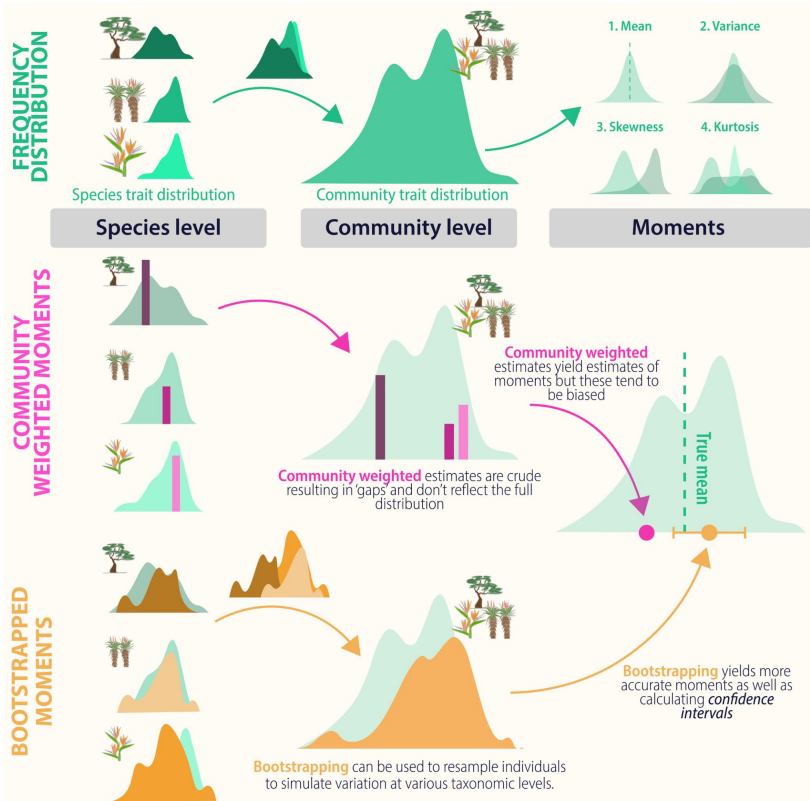 FREQUENCY
DISTRIBUTION
Species trait distribution
Community trait distribution
1. Mean
2. Variance
3. Skewness
4. Kurtosis
Species level
Community level
Moments
COMMUNITY
WEIGHTED MOMENTS
Community weighted estimates are crude
resulting in 'gaps' and don't reflect the full
distribution
Community weighted
estimates yield estimates of
moments but these tend to
be biased
True mean
BOOTSTRAPPED
MOMENTS
Bootstrapping can be used to resample individuals
to simulate variation at various taxonomic levels.
Bootstrapping yields more
accurate moments as well as
calculating confidence
intervals